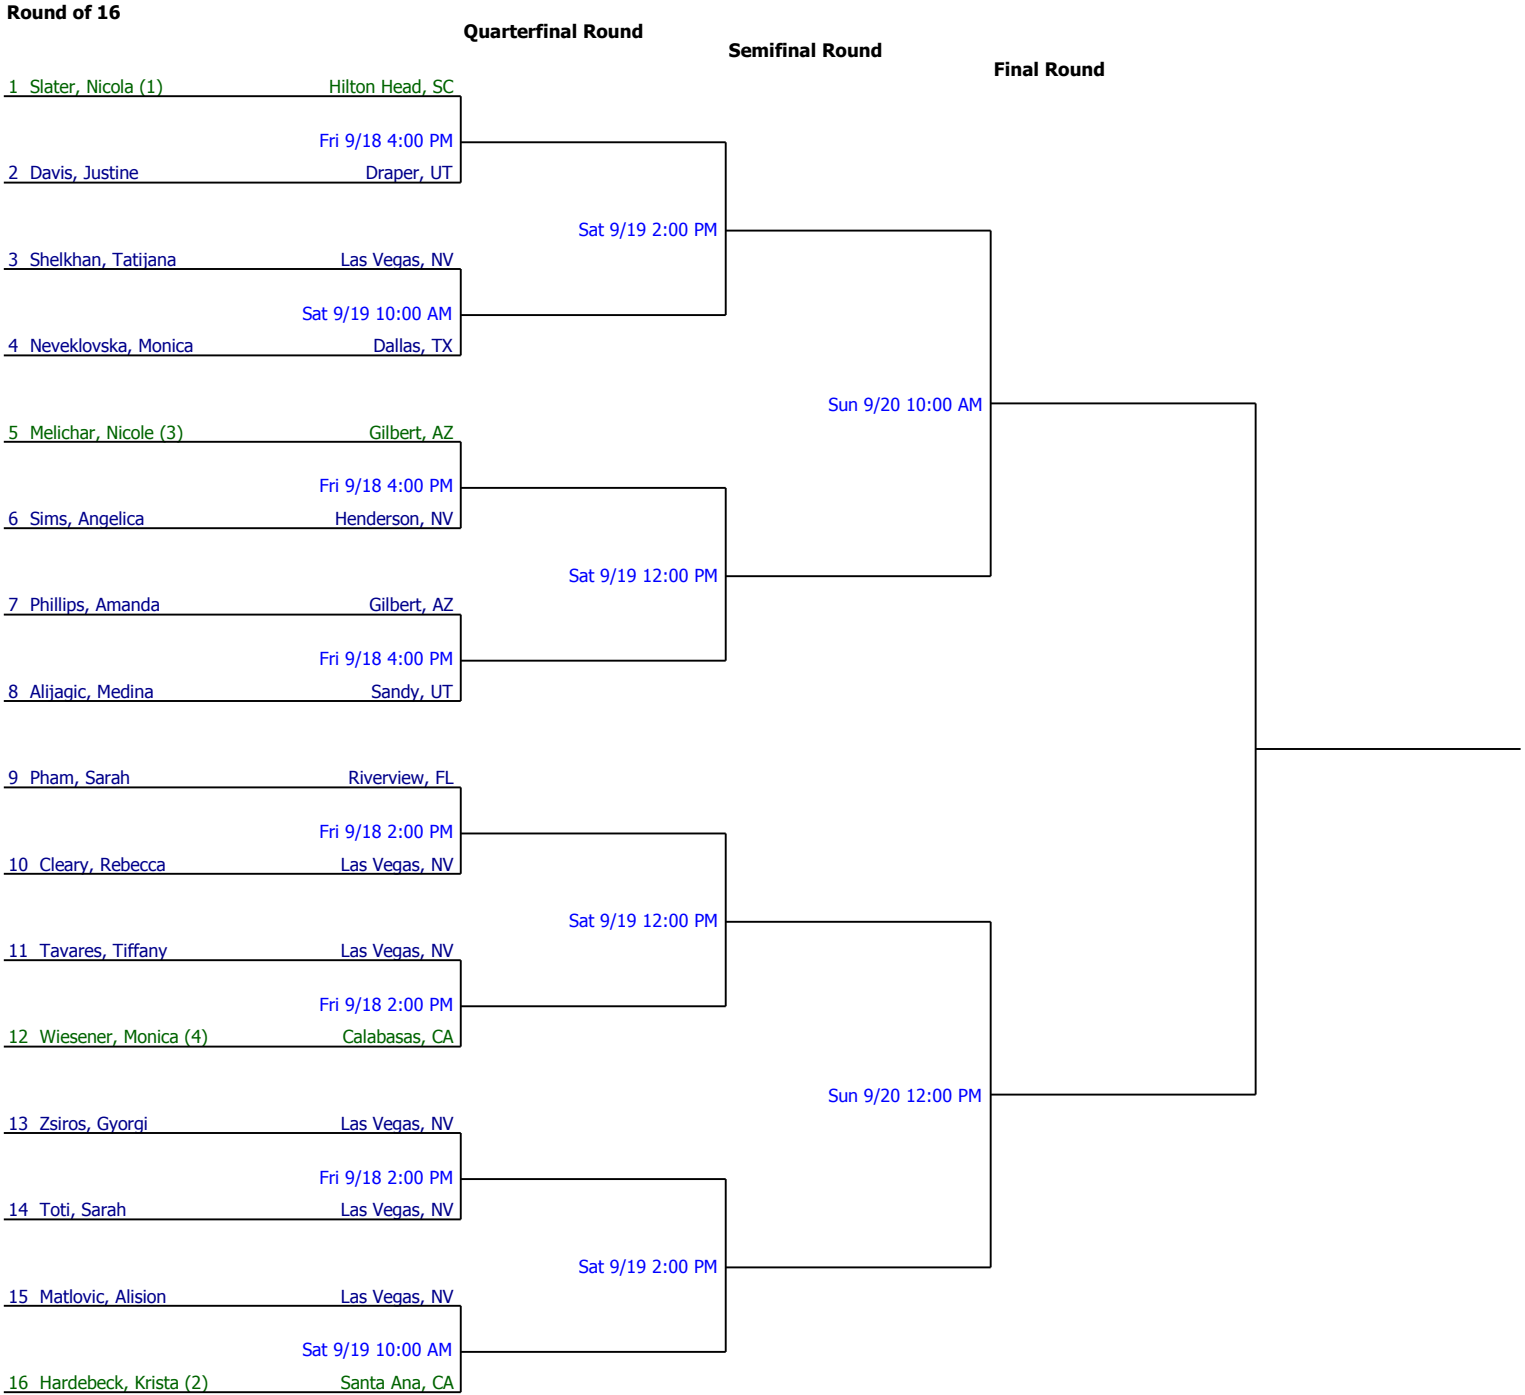 Round of 16
Quarterfinal Round
Semifinal Round
Final Round
1 Slater, Nicola (1) Hilton Head, SC
Fri 9/18 4:00 PM
2 Davis, Justine Draper, UT
Sat 9/19 2:00 PM
3 Shelkhan, Tatijana Las Vegas, NV
Sat 9/19 10:00 AM
4 Neveklovska, Monica Dallas, TX
Sun 9/20 10:00 AM
5 Melichar, Nicole (3) Gilbert, AZ
Fri 9/18 4:00 PM
6 Sims, Angelica Henderson, NV
Sat 9/19 12:00 PM
7 Phillips, Amanda Gilbert, AZ
Fri 9/18 4:00 PM
8 Alijagic, Medina Sandy, UT
9 Pham, Sarah Riverview, FL
Fri 9/18 2:00 PM
10 Cleary, Rebecca Las Vegas, NV
Sat 9/19 12:00 PM
11 Tavares, Tiffany Las Vegas, NV
Fri 9/18 2:00 PM
12 Wiesener, Monica (4) Calabasas, CA
Sun 9/20 12:00 PM
13 Zsiros, Gyorgi Las Vegas, NV
Fri 9/18 2:00 PM
14 Toti, Sarah Las Vegas, NV
Sat 9/19 2:00 PM
15 Matlovic, Alision Las Vegas, NV
Sat 9/19 10:00 AM
16 Hardebeck, Krista (2) Santa Ana, CA